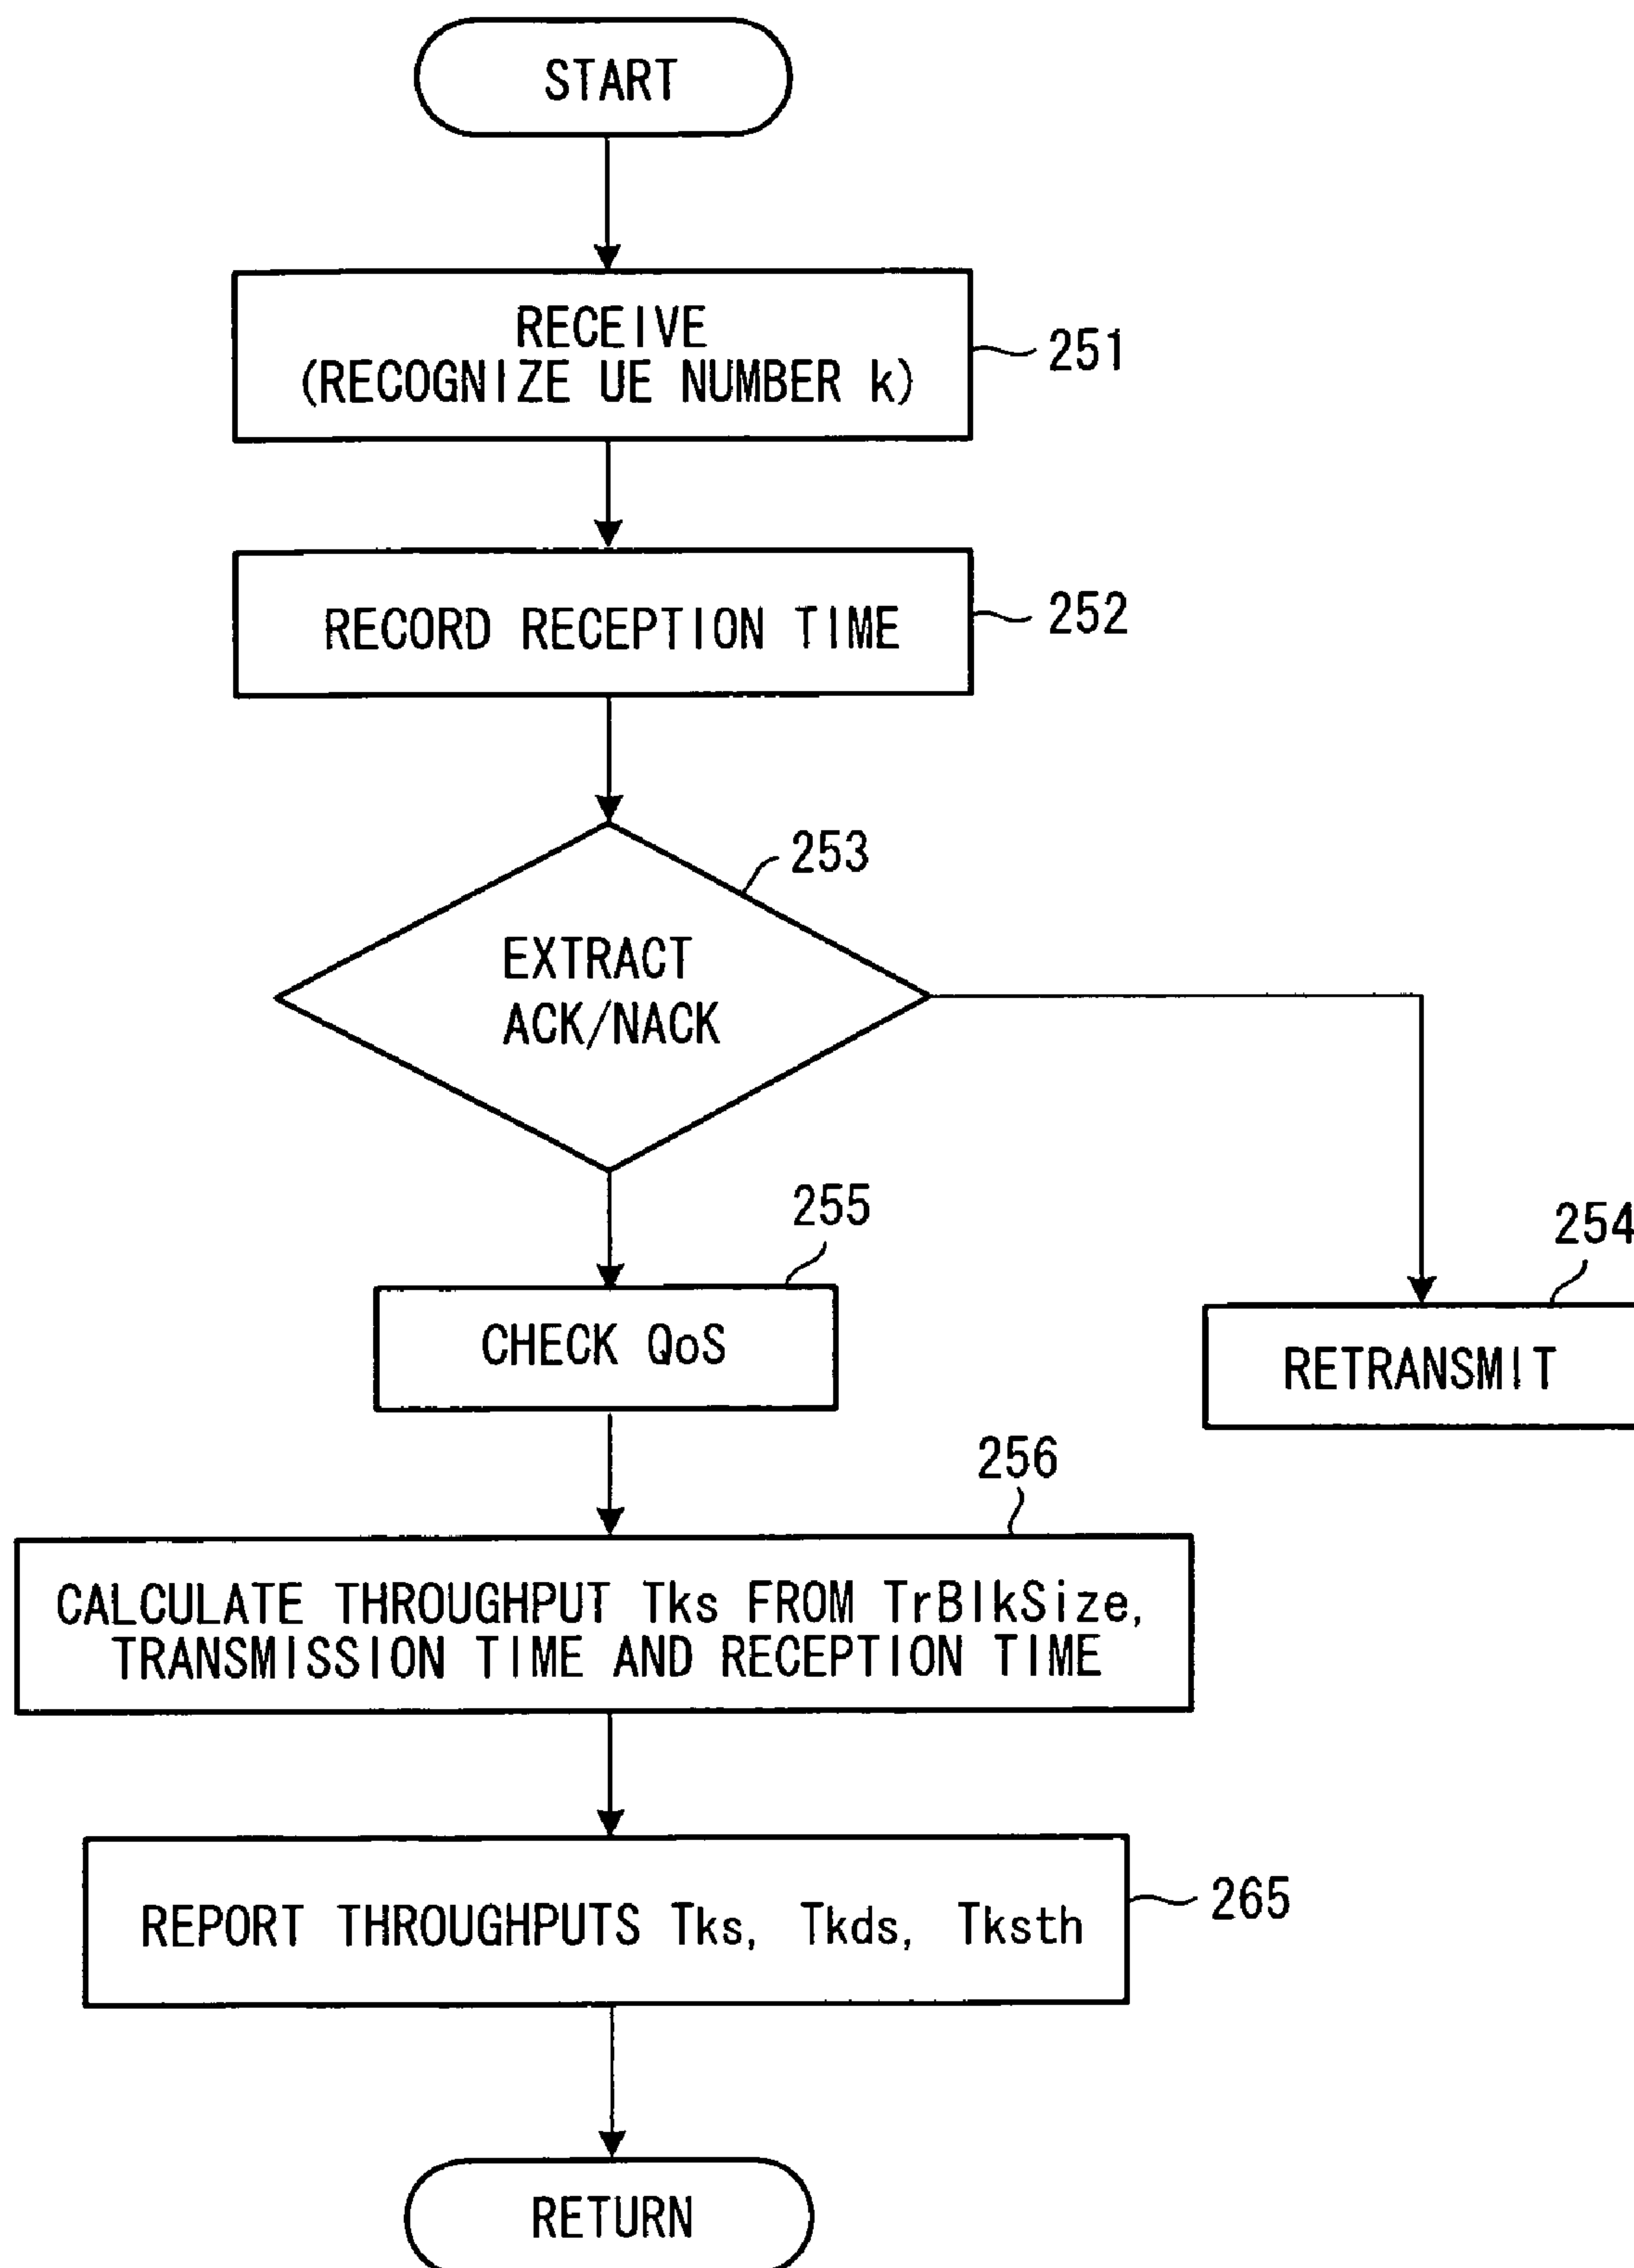 START
RECEIVE
(RECOGNIZE UE NUMBER k)
251
RECORD RECEPTION TIME
252
253
EXTRACT
ACK/NACK
255
254
CHECK QoS
RETRANSMIT
256
CALCULATE THROUGHPUT Tks FROM TrBlkSize,
TRANSMISSION TIME AND RECEPTION TIME
REPORT THROUGHPUTS Tks, Tkds, Tksth
265
RETURN